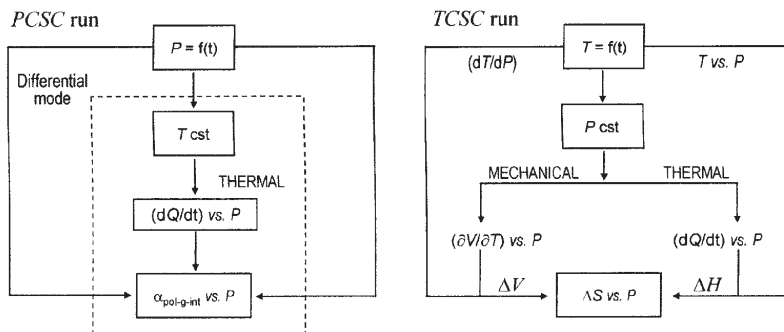 PCSC run
P = f(t)
Differential
mode
T cst
THERMAL
(dQ/dt) vs. P
αpol-g-int vs. P
TCSC run
T = f(t)
(dT/dP)
T vs. P
P cst
MECHANICAL
THERMAL
(∂V/∂T) vs. P
(dQ/dt) vs. P
ΔV
ΔS vs. P
ΔH